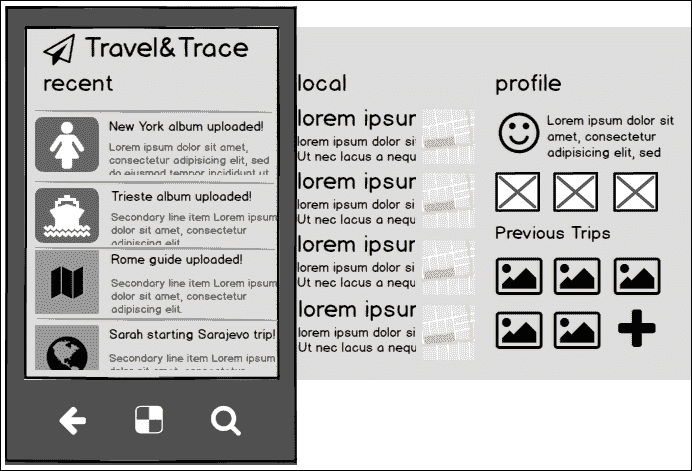 Travel&Trace
recent
New York album uploaded!
Lorem ipsum dolor sit amet,
consectetur adipisicing elit, sed
do eiusmod tempor incididunt ut
Trieste album uploaded!
Secondary line item Lorem ipsum
dolor sit amet, consectetur
adipisicing elit
Rome guide uploaded!
Secondary line item Lorem ipsum
dolor sit amet, consectetur
adipisicing elit
Sarah starting Sarajevo trip!
Secondary line item Lorem ipsum
dolor sit amet, consectetur
local
lorem ipsur
lorem ipsum dolor si
Ut nec lacus a nequ
lorem ipsur
lorem ipsum dolor si
Ut nec lacus a nequ
lorem ipsur
lorem ipsum dolor si
Ut nec lacus a nequ
lorem ipsur
lorem ipsum dolor si
Ut nec lacus a nequ
profile
Lorem ipsum dolor sit
amet, consectetur
adipisicing elit, sed
Previous Trips